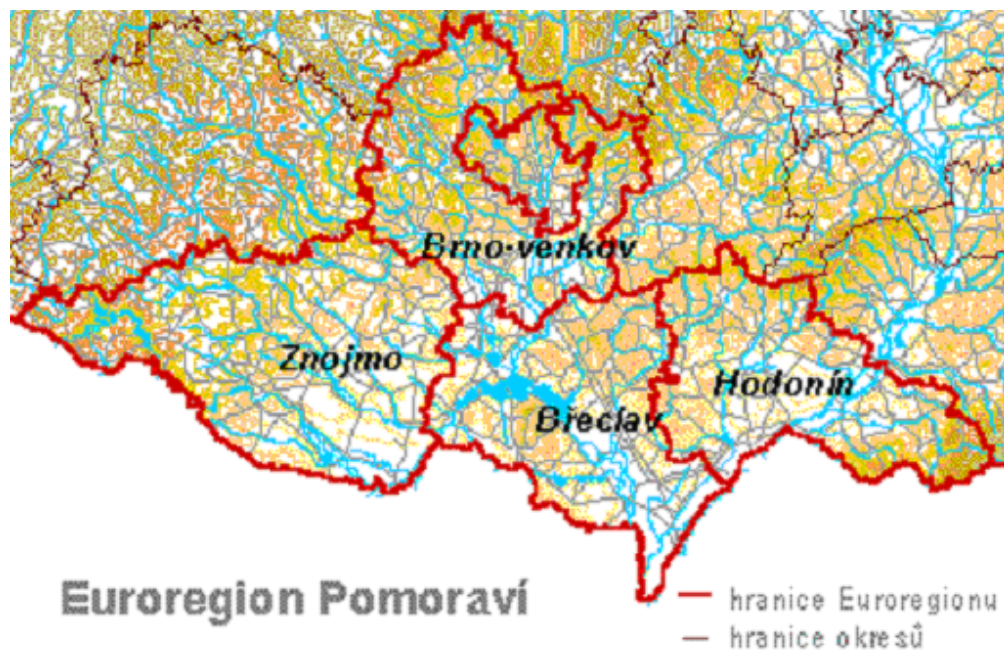 Brno-venkov
Znojmo
Hodonín
Břeclav
Euroregion Pomoraví
hranice Euroregionu
hranice okresů